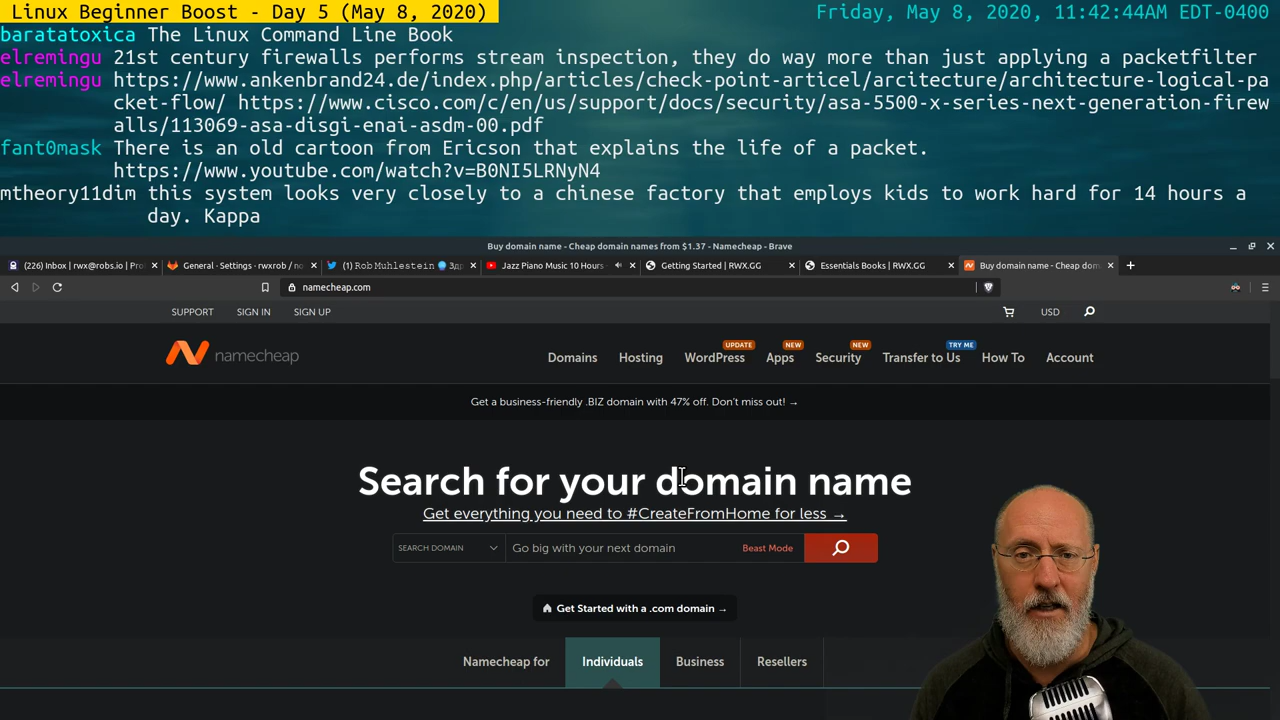 Linux Beginner Boost - Day 5 (May 8, 2020)
Friday, May 8, 2020, 11:42:44AM EDT-0400
baratatoxica The Linux Command Line Book
elremingu 21st century firewalls performs stream inspection, they do way more than just applying a packetfilter
elremingu https://www.ankenbrand24.de/index.php/articles/check-point-articel/arcitecture/architecture-logical-pa
cket-flow/ https://www.cisco.com/c/en/us/support/docs/security/asa-5500-x-series-next-generation-firew
alls/113069-asa-disgi-enai-asdm-00.pdf
fant0mask There is an old cartoon from Ericson that explains the life of a packet.
https://www.youtube.com/watch?v=B0NI5LRNyN4
mtheory11dim this system looks very closely to a chinese factory that employs kids to work hard for 14 hours a
day. Kappa
Buy domain name - Cheap domain names from $1.37 - Namecheap - Brave
(226) Inbox | rwx@robs.io | Pro
General · Settings · rwxrob / no
(1) Rob Muhlestein
Jazz Piano Music 10 Hours
Getting Started | RWX.GG
Essentials Books | RWX.GG
Buy domain name - Cheap dom
namecheap.com
SUPPORT SIGN IN SIGN UP USD
namecheap
UPDATE NEW NEW TRY ME
Domains Hosting WordPress Apps Security Transfer to Us How To Account
Get a business-friendly .BIZ domain with 47% off. Don't miss out! →
Search for your domain name
Get everything you need to #CreateFromHome for less →
SEARCH DOMAIN Go big with your next domain Beast Mode
Get Started with a .com domain →
Namecheap for Individuals Business Resellers